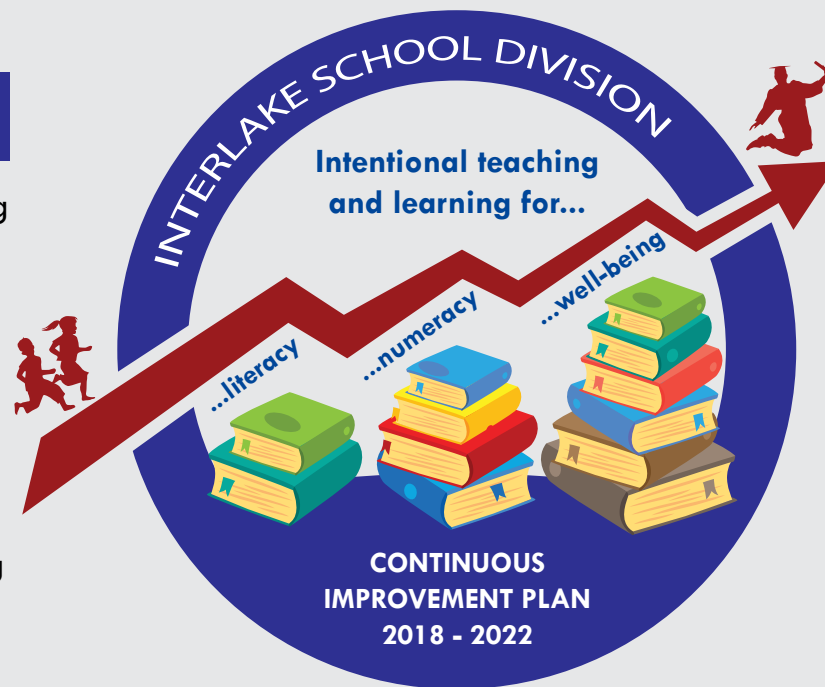 INTERLAKE SCHOOL DIVISION
Intentional teaching
and learning for...
...literacy
...numeracy
...well-being
CONTINUOUS
IMPROVEMENT PLAN
2018 - 2022